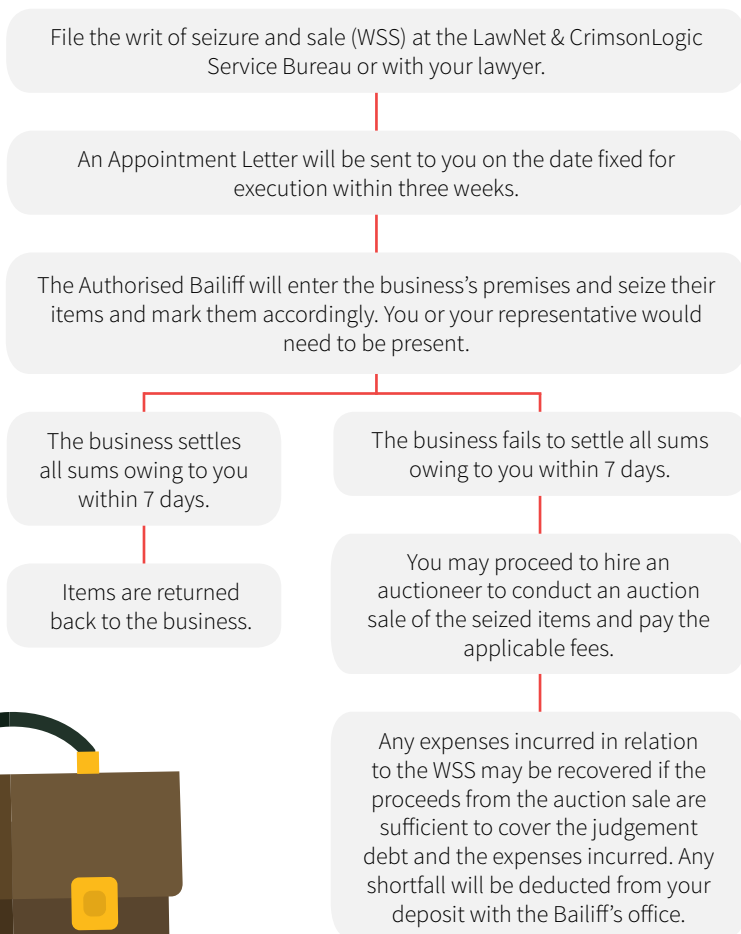 File the writ of seizure and sale (WSS) at the LawNet & CrimsonLogic
Service Bureau or with your lawyer.
An Appointment Letter will be sent to you on the date fixed for
execution within three weeks.
The Authorised Bailiff will enter the business’s premises and seize their
items and mark them accordingly. You or your representative would
need to be present.
The business settles
all sums owing to you
within 7 days.
Items are returned
back to the business.
The business fails to settle all sums
owing to you within 7 days.
You may proceed to hire an
auctioneer to conduct an auction
sale of the seized items and pay the
applicable fees.
Any expenses incurred in relation
to the WSS may be recovered if the
proceeds from the auction sale are
sufficient to cover the judgement
debt and the expenses incurred. Any
shortfall will be deducted from your
deposit with the Bailiff’s office.